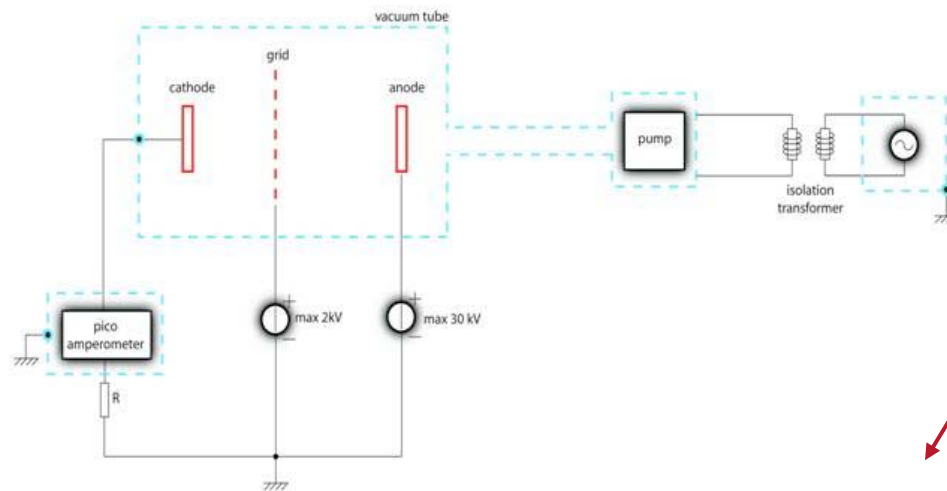 vacuum tube
grid
cathode
anode
pump
isolation
transformer
max 2kV
max 30 kV
pico
amperometer
R